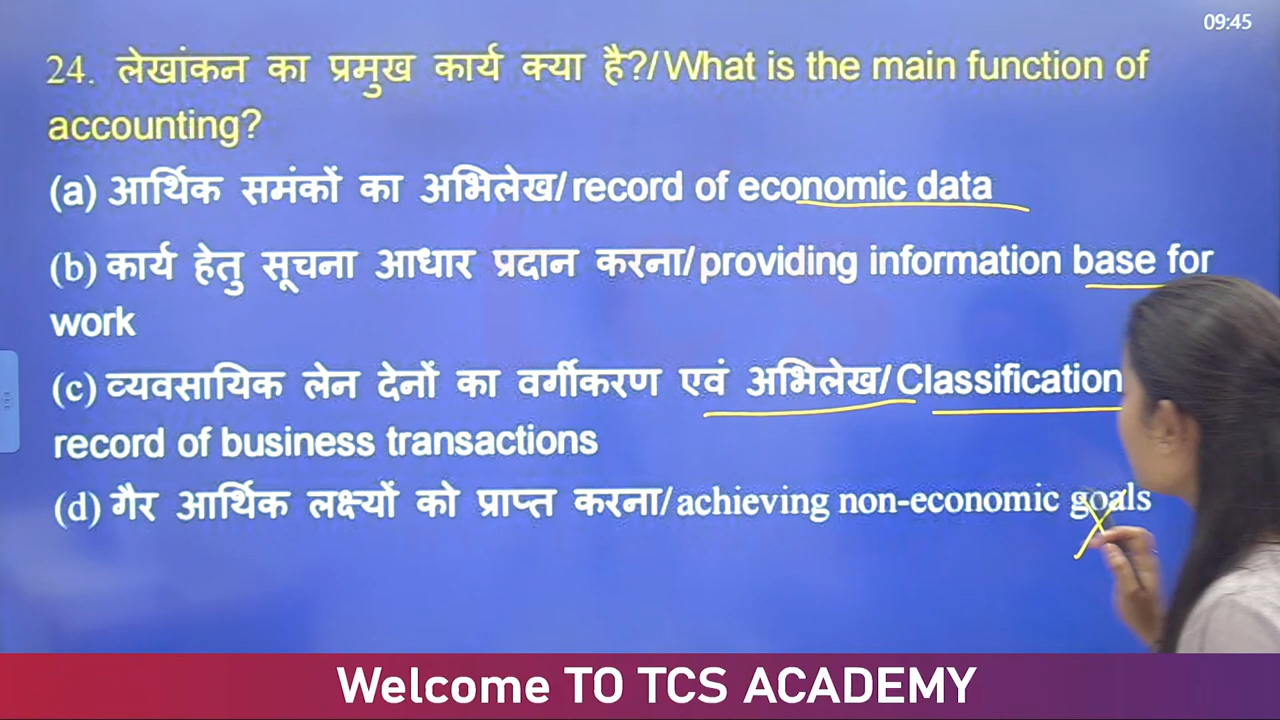 09:45
24. लेखांकन का प्रमुख कार्य क्या है?/What is the main function of
accounting?
(a) आर्थिक समंकों का अभिलेख/record of economic data
(b) कार्य हेतु सूचना आधार प्रदान करना/providing information base for
work
(c) व्यवसायिक लेन देनों का वर्गीकरण एवं अभिलेख/Classification
record of business transactions
(d) गैर आर्थिक लक्ष्यों को प्राप्त करना/achieving non-economic goals
Welcome TO TCS ACADEMY